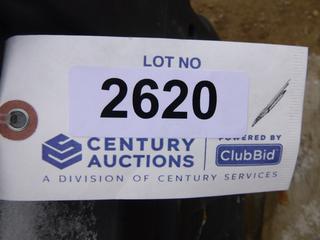 LOT NO
2620
CENTURY
AUCTIONS
POWERED BY
ClubBid
A DIVISION OF CENTURY SERVICES